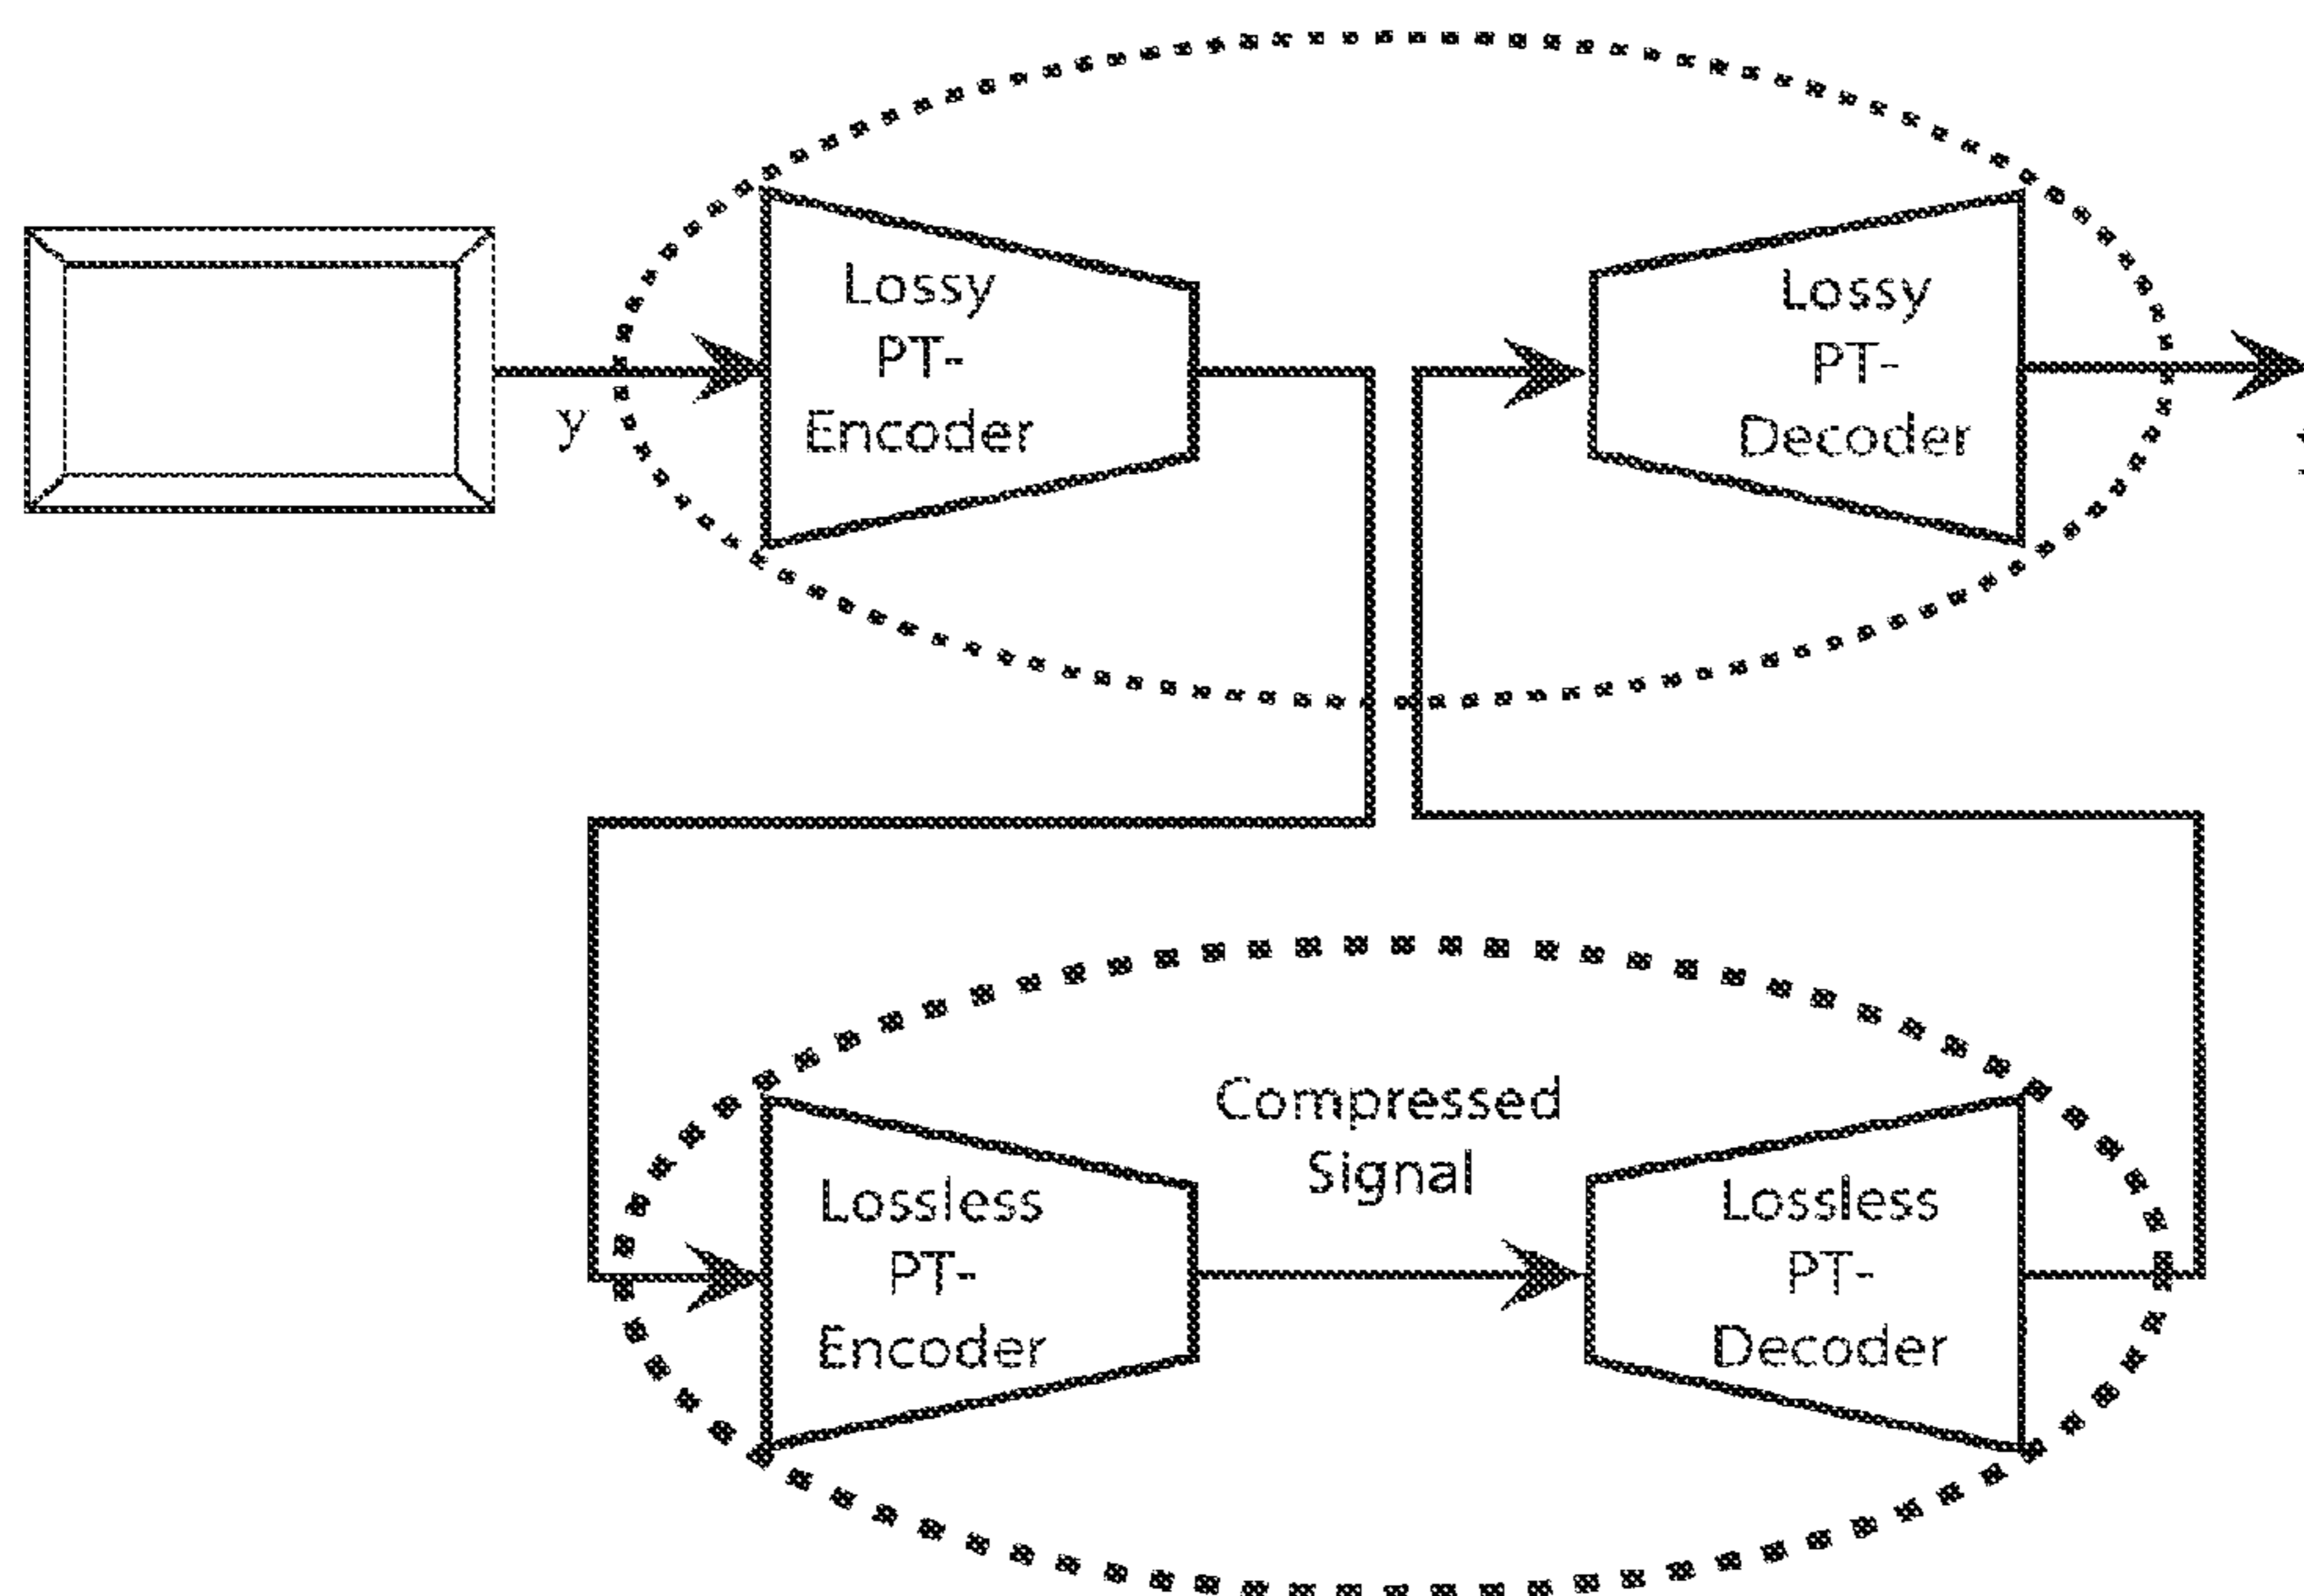 Lossy
PT-
Encoder
Lossy
PT-
Decoder
y
Compressed
Signal
Lossless
PT-
Encoder
Lossless
PT-
Decoder